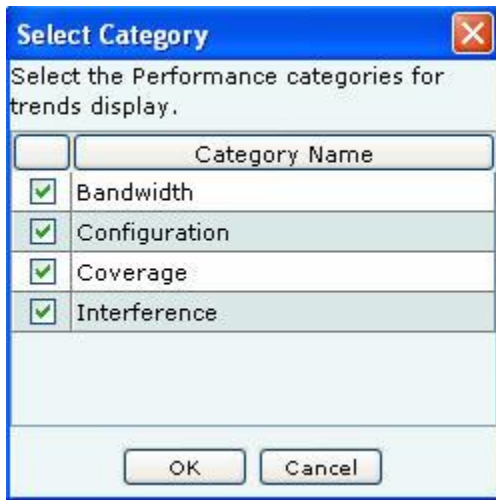 Select Category
Select the Performance categories for
trends display.
Category Name
Bandwidth
Configuration
Coverage
Interference
OK Cancel